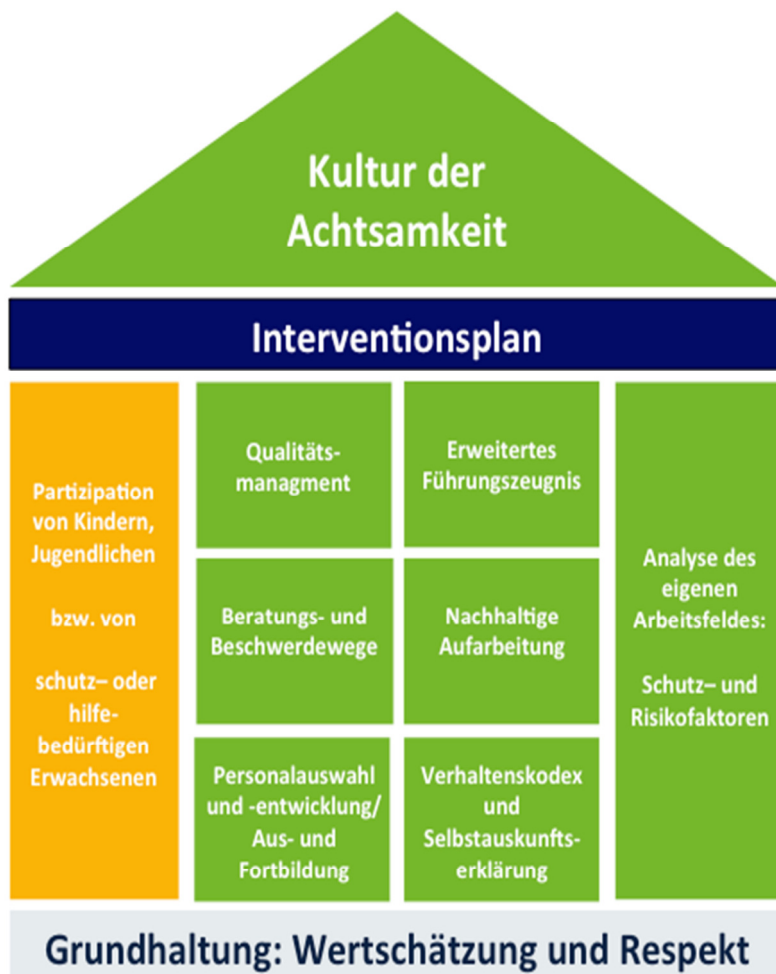 Kultur der
Achtsamkeit
Interventionsplan
Partizipation
von Kindern,
Jugendlichen
bzw. von
schutz– oder
hilfe-
bedürftigen
Erwachsenen
Qualitäts-
managment
Erweitertes
Führungszeugnis
Beratungs- und
Beschwerdewege
Nachhaltige
Aufarbeitung
Personalauswahl
und -entwicklung/
Aus- und
Fortbildung
Verhaltenskodex
und
Selbstauskunfts-
erklärung
Analyse des
eigenen
Arbeitsfeldes:
Schutz– und
Risikofaktoren
Grundhaltung: Wertschätzung und Respekt